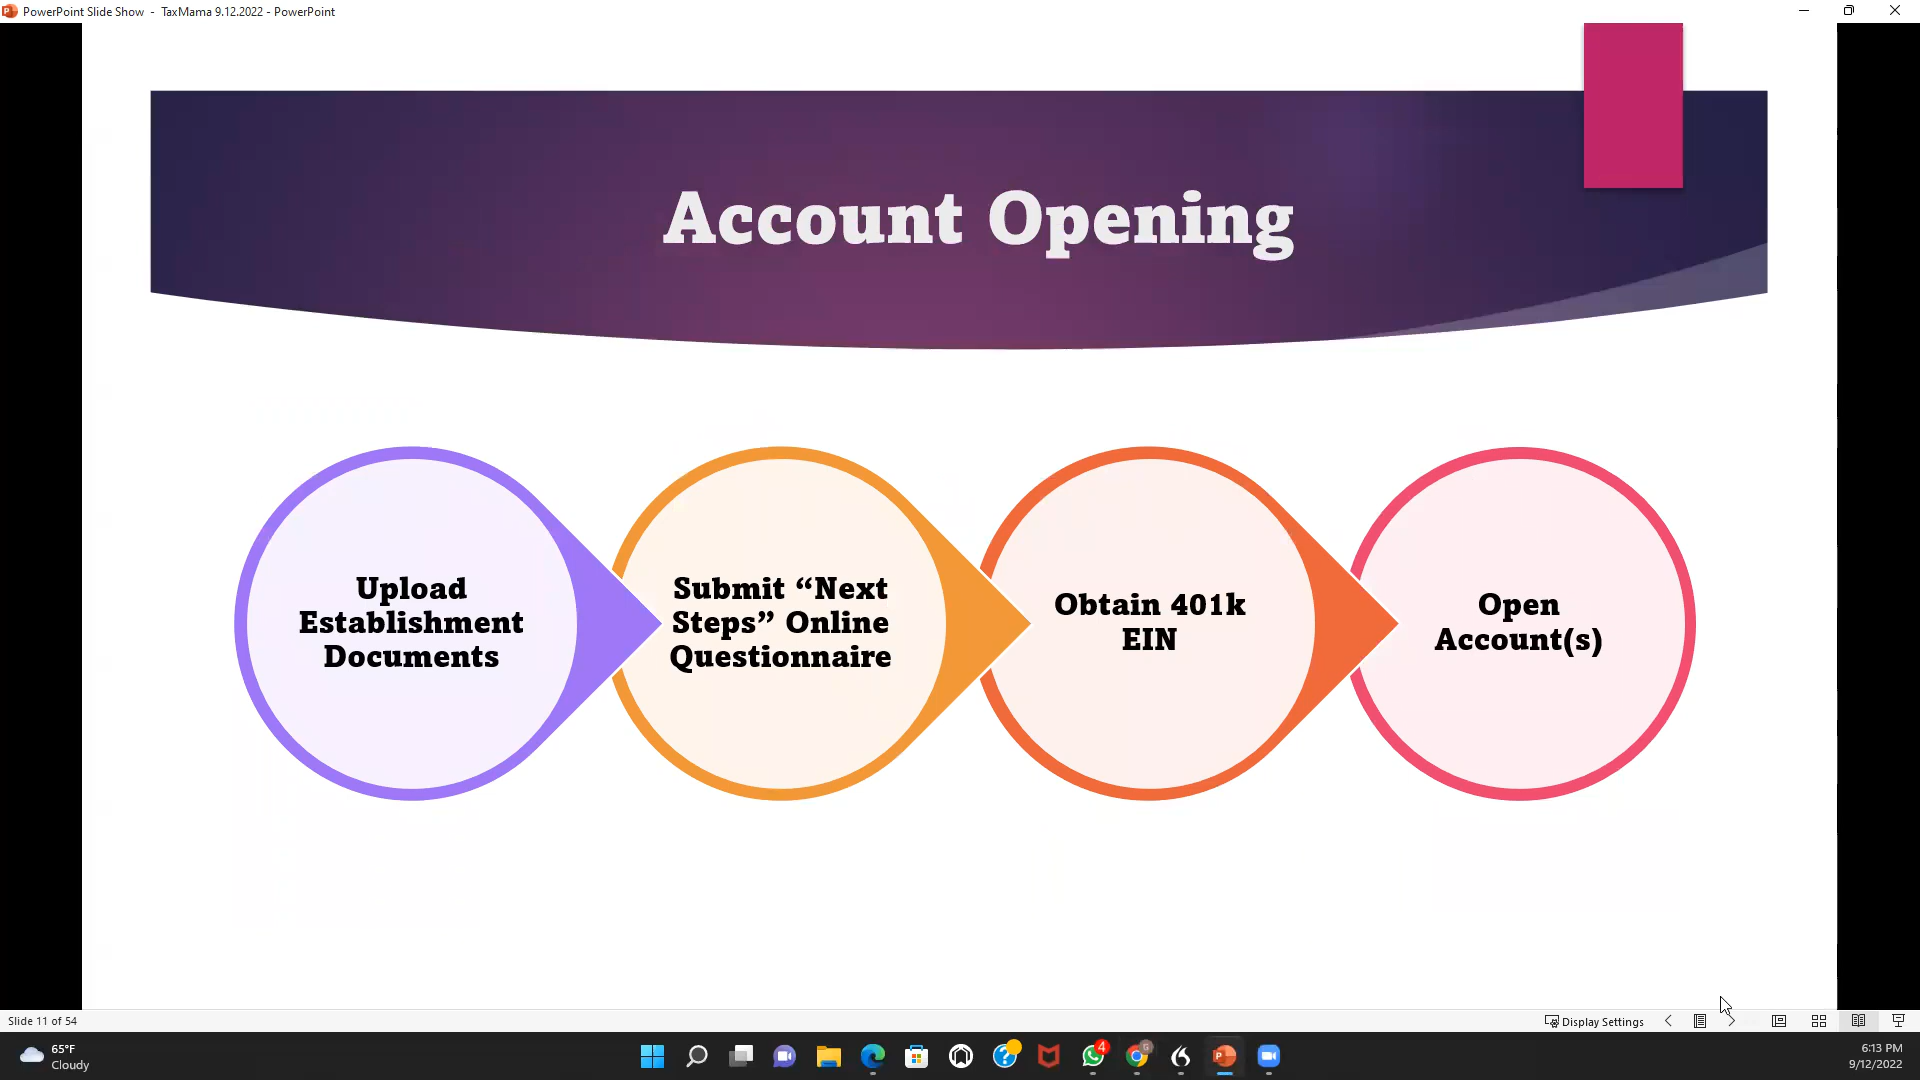 PowerPoint Slide Show - TaxMama 9.12.2022 - PowerPoint
Account Opening
Upload
Establishment
Documents
Submit “Next
Steps” Online
Questionnaire
Obtain 401k
EIN
Open
Account(s)
Slide 11 of 54
Display Settings
65°F
Cloudy
4
G
6:13 PM
9/12/2022